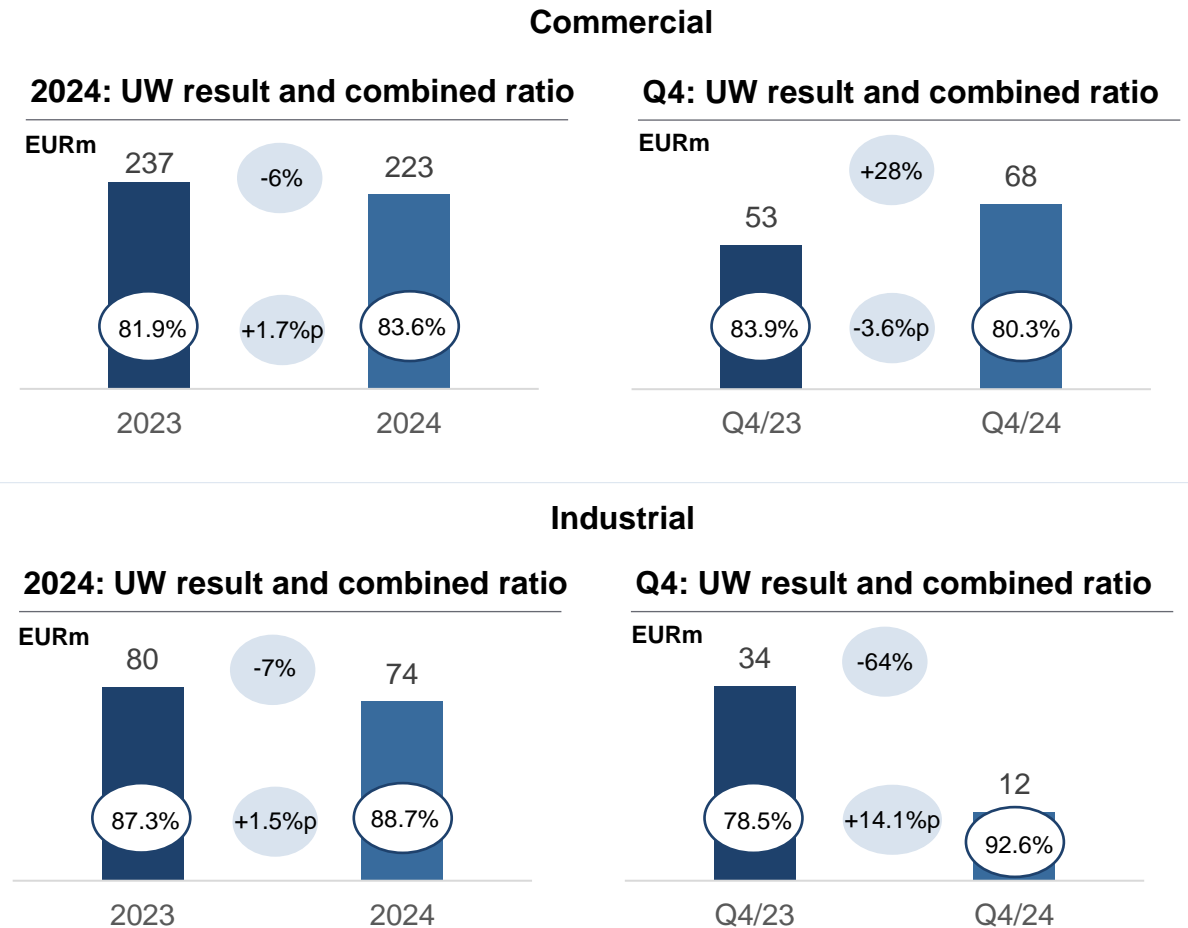 Commercial
2024: UW result and combined ratio
EURm
237
-6%
223
81.9%
+1.7%p
83.6%
2023
2024
Q4: UW result and combined ratio
EURm
53
+28%
68
83.9%
-3.6%p
80.3%
Q4/23
Q4/24
Industrial
2024: UW result and combined ratio
EURm
80
-7%
74
87.3%
+1.5%p
88.7%
2023
2024
Q4: UW result and combined ratio
EURm
34
-64%
12
78.5%
+14.1%p
92.6%
Q4/23
Q4/24